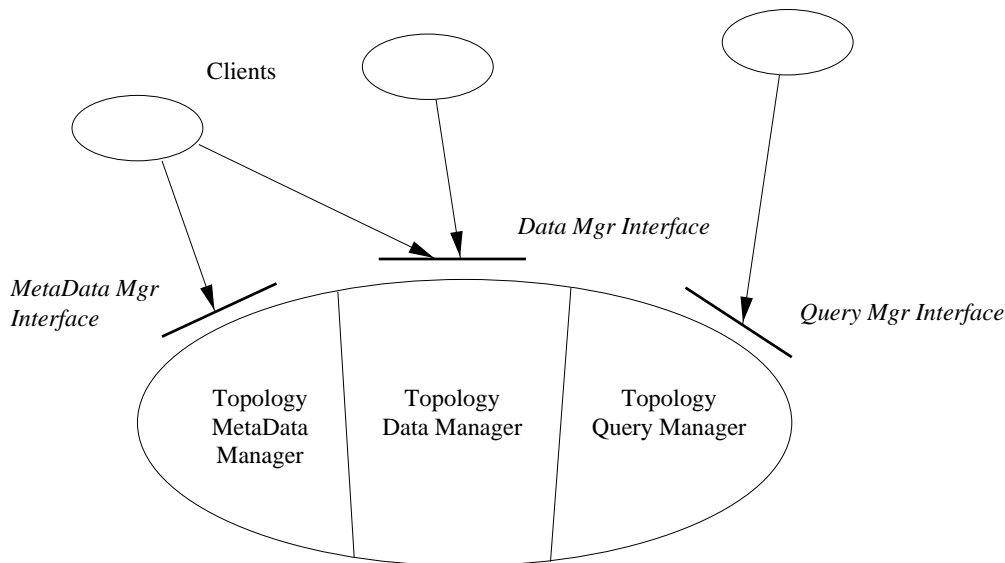 Clients
Data Mgr Interface
MetaData Mgr
Interface
Query Mgr Interface
Topology
MetaData
Manager
Topology
Data Manager
Topology
Query Manager